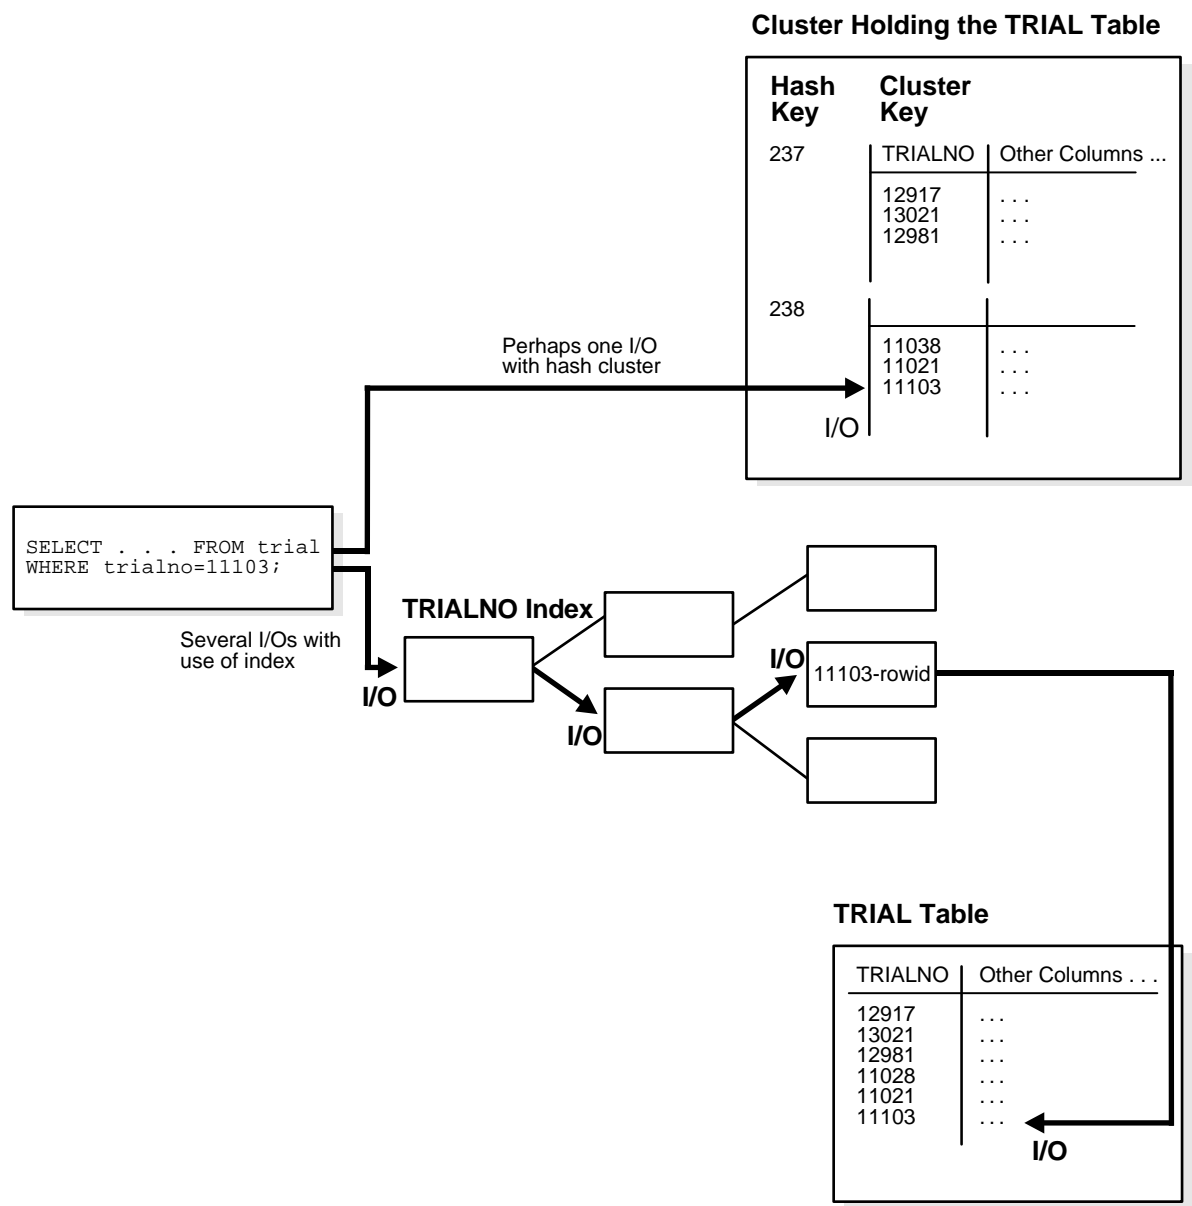 Cluster Holding the TRIAL Table
Hash Key
Cluster Key
237
TRIALNO Other Columns ...
12917 . . .
13021 . . .
12981 . . .
238
11038 . . .
11021 . . .
11103 . . .
I/O
Perhaps one I/O
with hash cluster
SELECT . . . FROM trial
WHERE trialno=11103;
Several I/Os with
use of index
TRIALNO Index
I/O
I/O
I/O
11103-rowid
TRIAL Table
TRIALNO Other Columns . . .
12917 . . .
13021 . . .
12981 . . .
11028 . . .
11021 . . .
11103 . . .
I/O